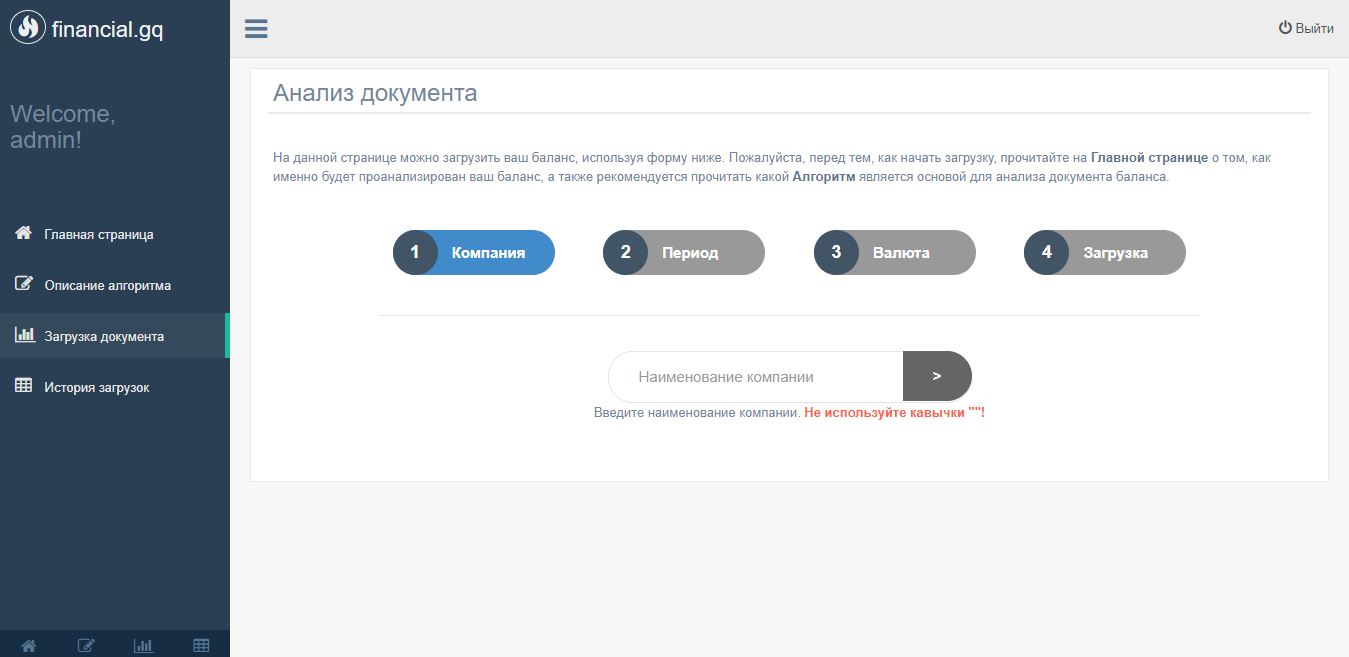 financial.gq
Выйти
Welcome,
admin!
Главная страница
Описание алгоритма
Загрузка документа
История загрузок
Анализ документа
На данной странице можно загрузить ваш баланс, используя форму ниже. Пожалуйста, перед тем, как начать загрузку, прочитайте на Главной странице о том, как
именно будет проанализирован ваш баланс, а также рекомендуется прочитать какой Алгоритм является основой для анализа документа баланса.
1 Компания 2 Период 3 Валюта 4 Загрузка
Наименование компании >
Введите наименование компании. Не используйте кавычки ""!